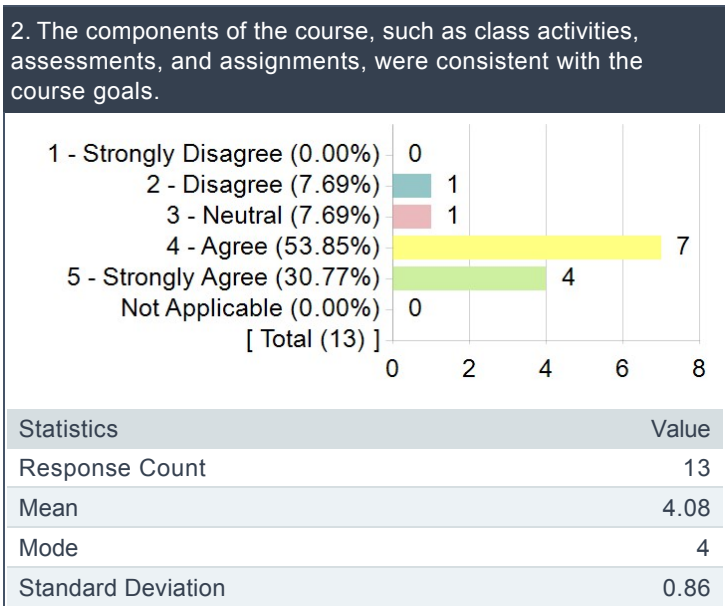 2. The components of the course, such as class activities,
assessments, and assignments, were consistent with the
course goals.
1 - Strongly Disagree (0.00%) 0
2 - Disagree (7.69%) 1
3 - Neutral (7.69%) 1
4 - Agree (53.85%) 7
5 - Strongly Agree (30.77%) 4
Not Applicable (0.00%) 0
[ Total (13) ]
0 2 4 6 8
Statistics Value
Response Count 13
Mean 4.08
Mode 4
Standard Deviation 0.86